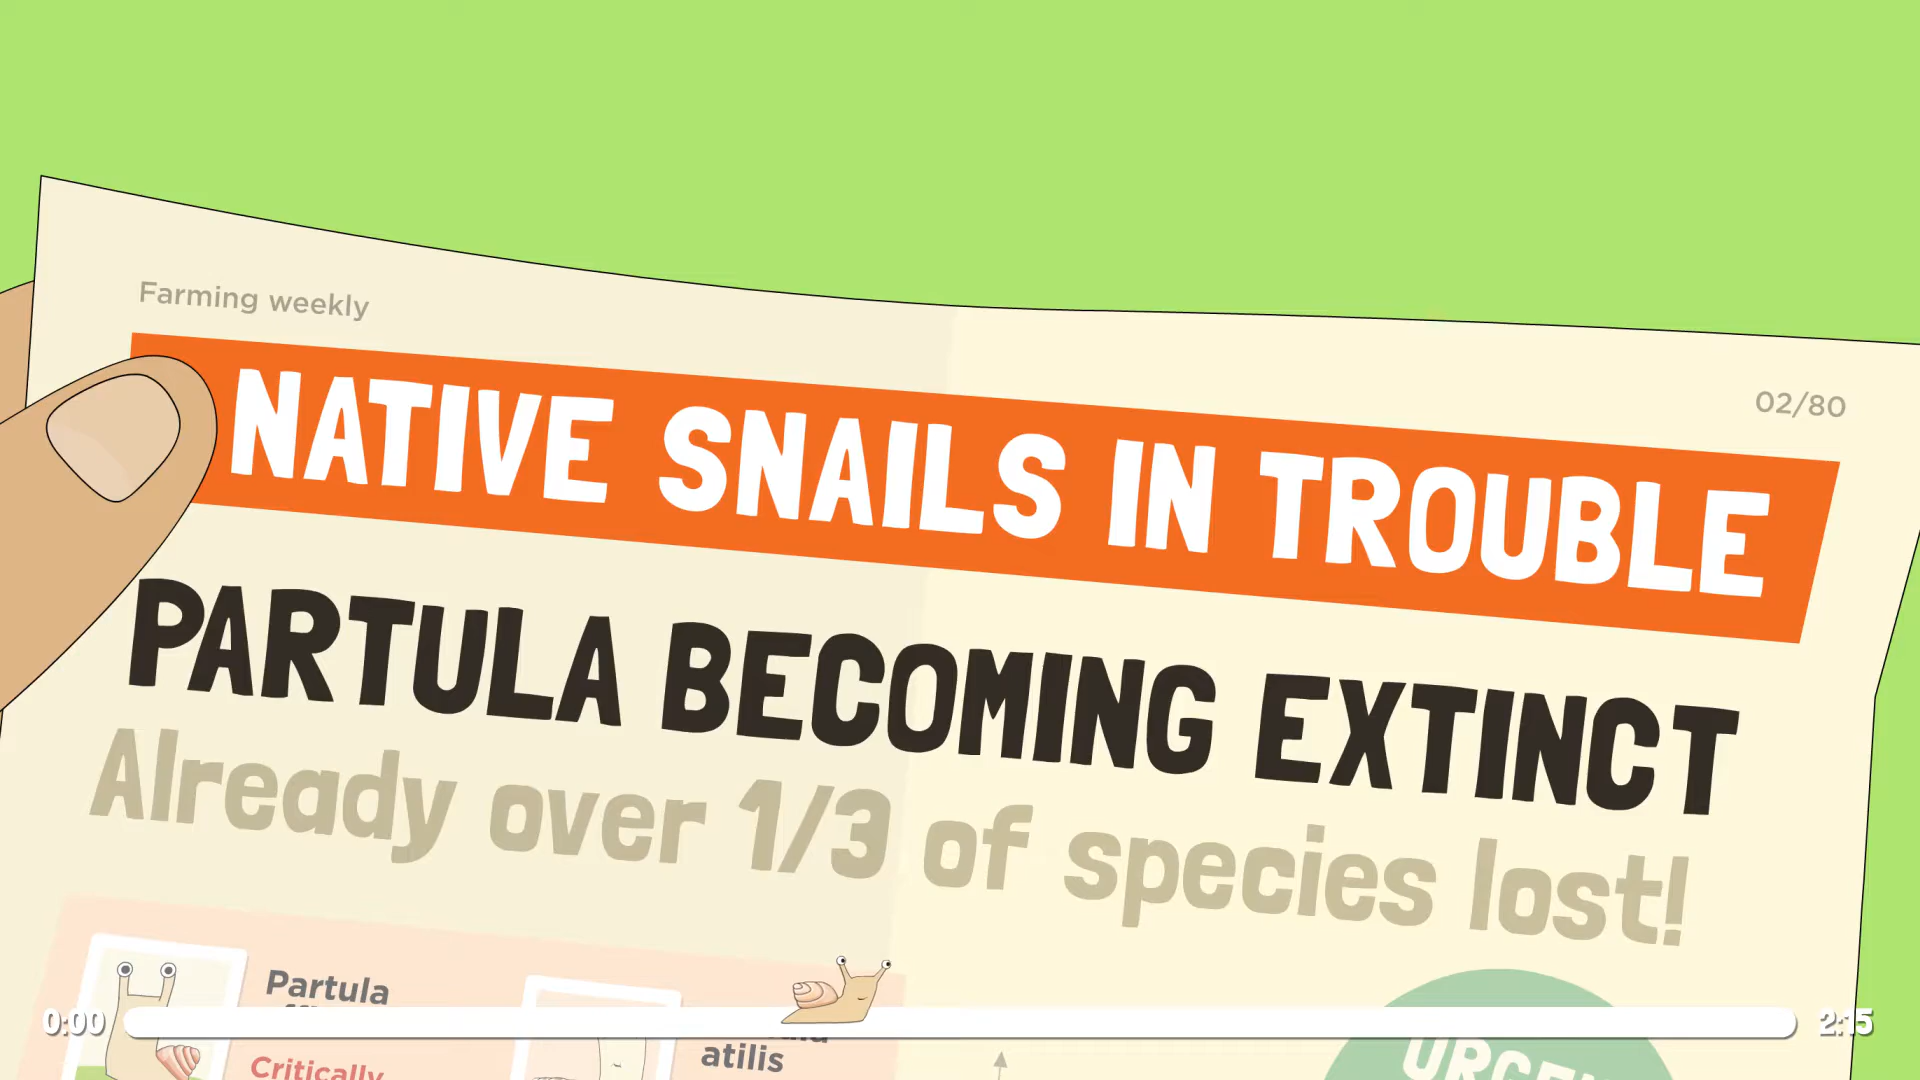 Farming weekly
02/80
NATIVE SNAILS IN TROUBLE
PARTULA BECOMING EXTINCT
Already over 1/3 of species lost!
Partula
Critically
atilis
0:00
2:15